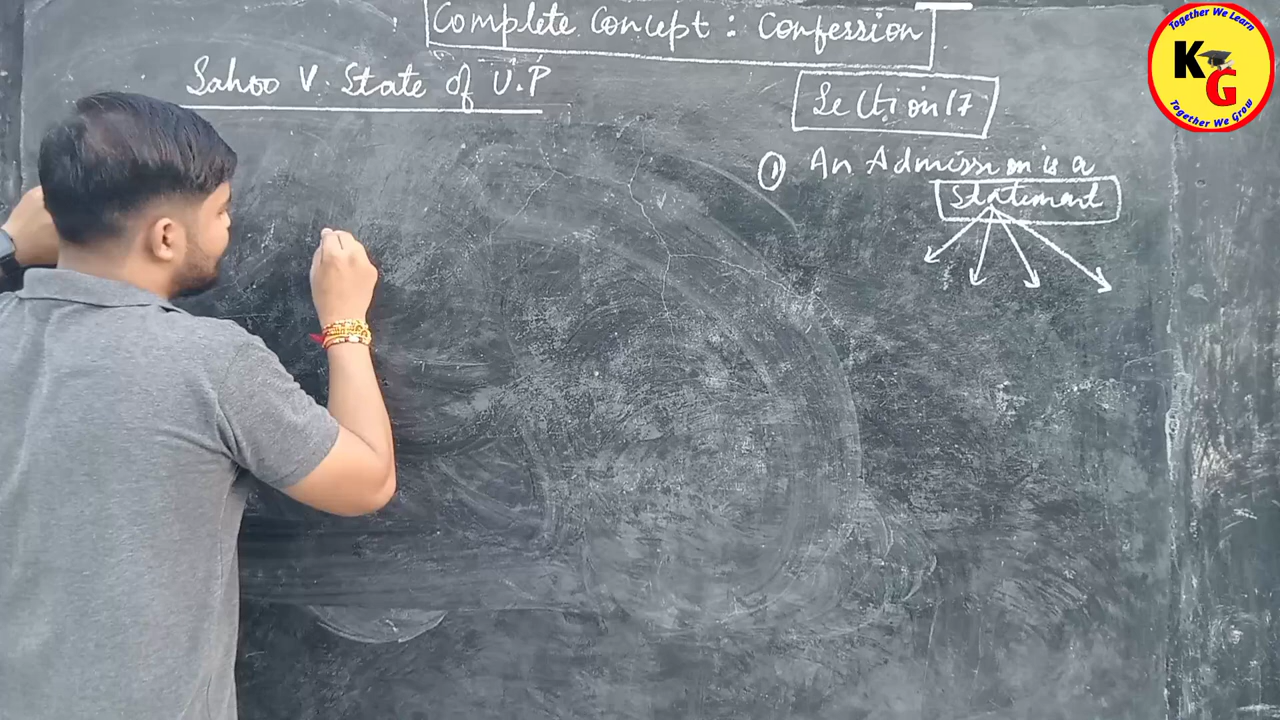 Complete Concept : Confession
Sahoo V. State of U.P
Section 17
① An Admission is a
Statement
Together We Learn
KG
Together We Grow